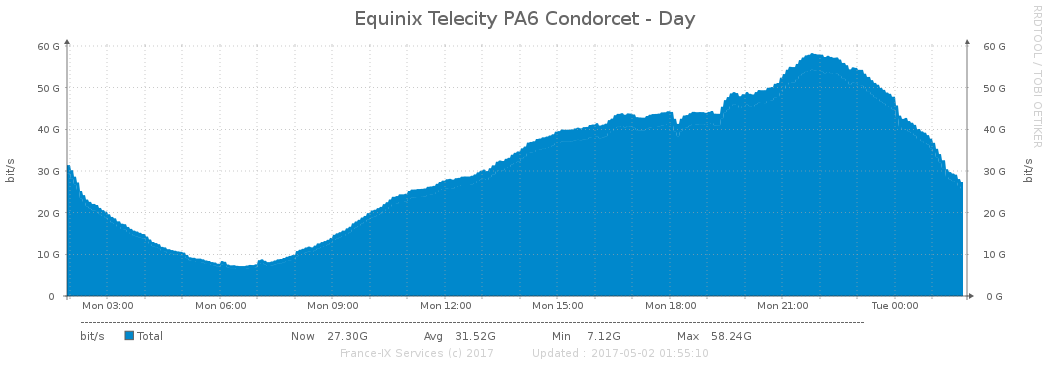 Equinix Telecity PA6 Condorcet - Day
RRDTOOL / TOBI OETIKER
60 G 60 G
50 G 50 G
40 G 40 G
30 G 30 G
20 G 20 G
10 G 10 G
0 0 G
bit/s bit/s
Mon 03:00 Mon 06:00 Mon 09:00 Mon 12:00 Mon 15:00 Mon 18:00 Mon 21:00 Tue 00:00
bit/s Total Now 27.30G Avg 31.52G Min 7.12G Max 58.24G
France-IX Services (c) 2017 Updated : 2017-05-02 01:55:10